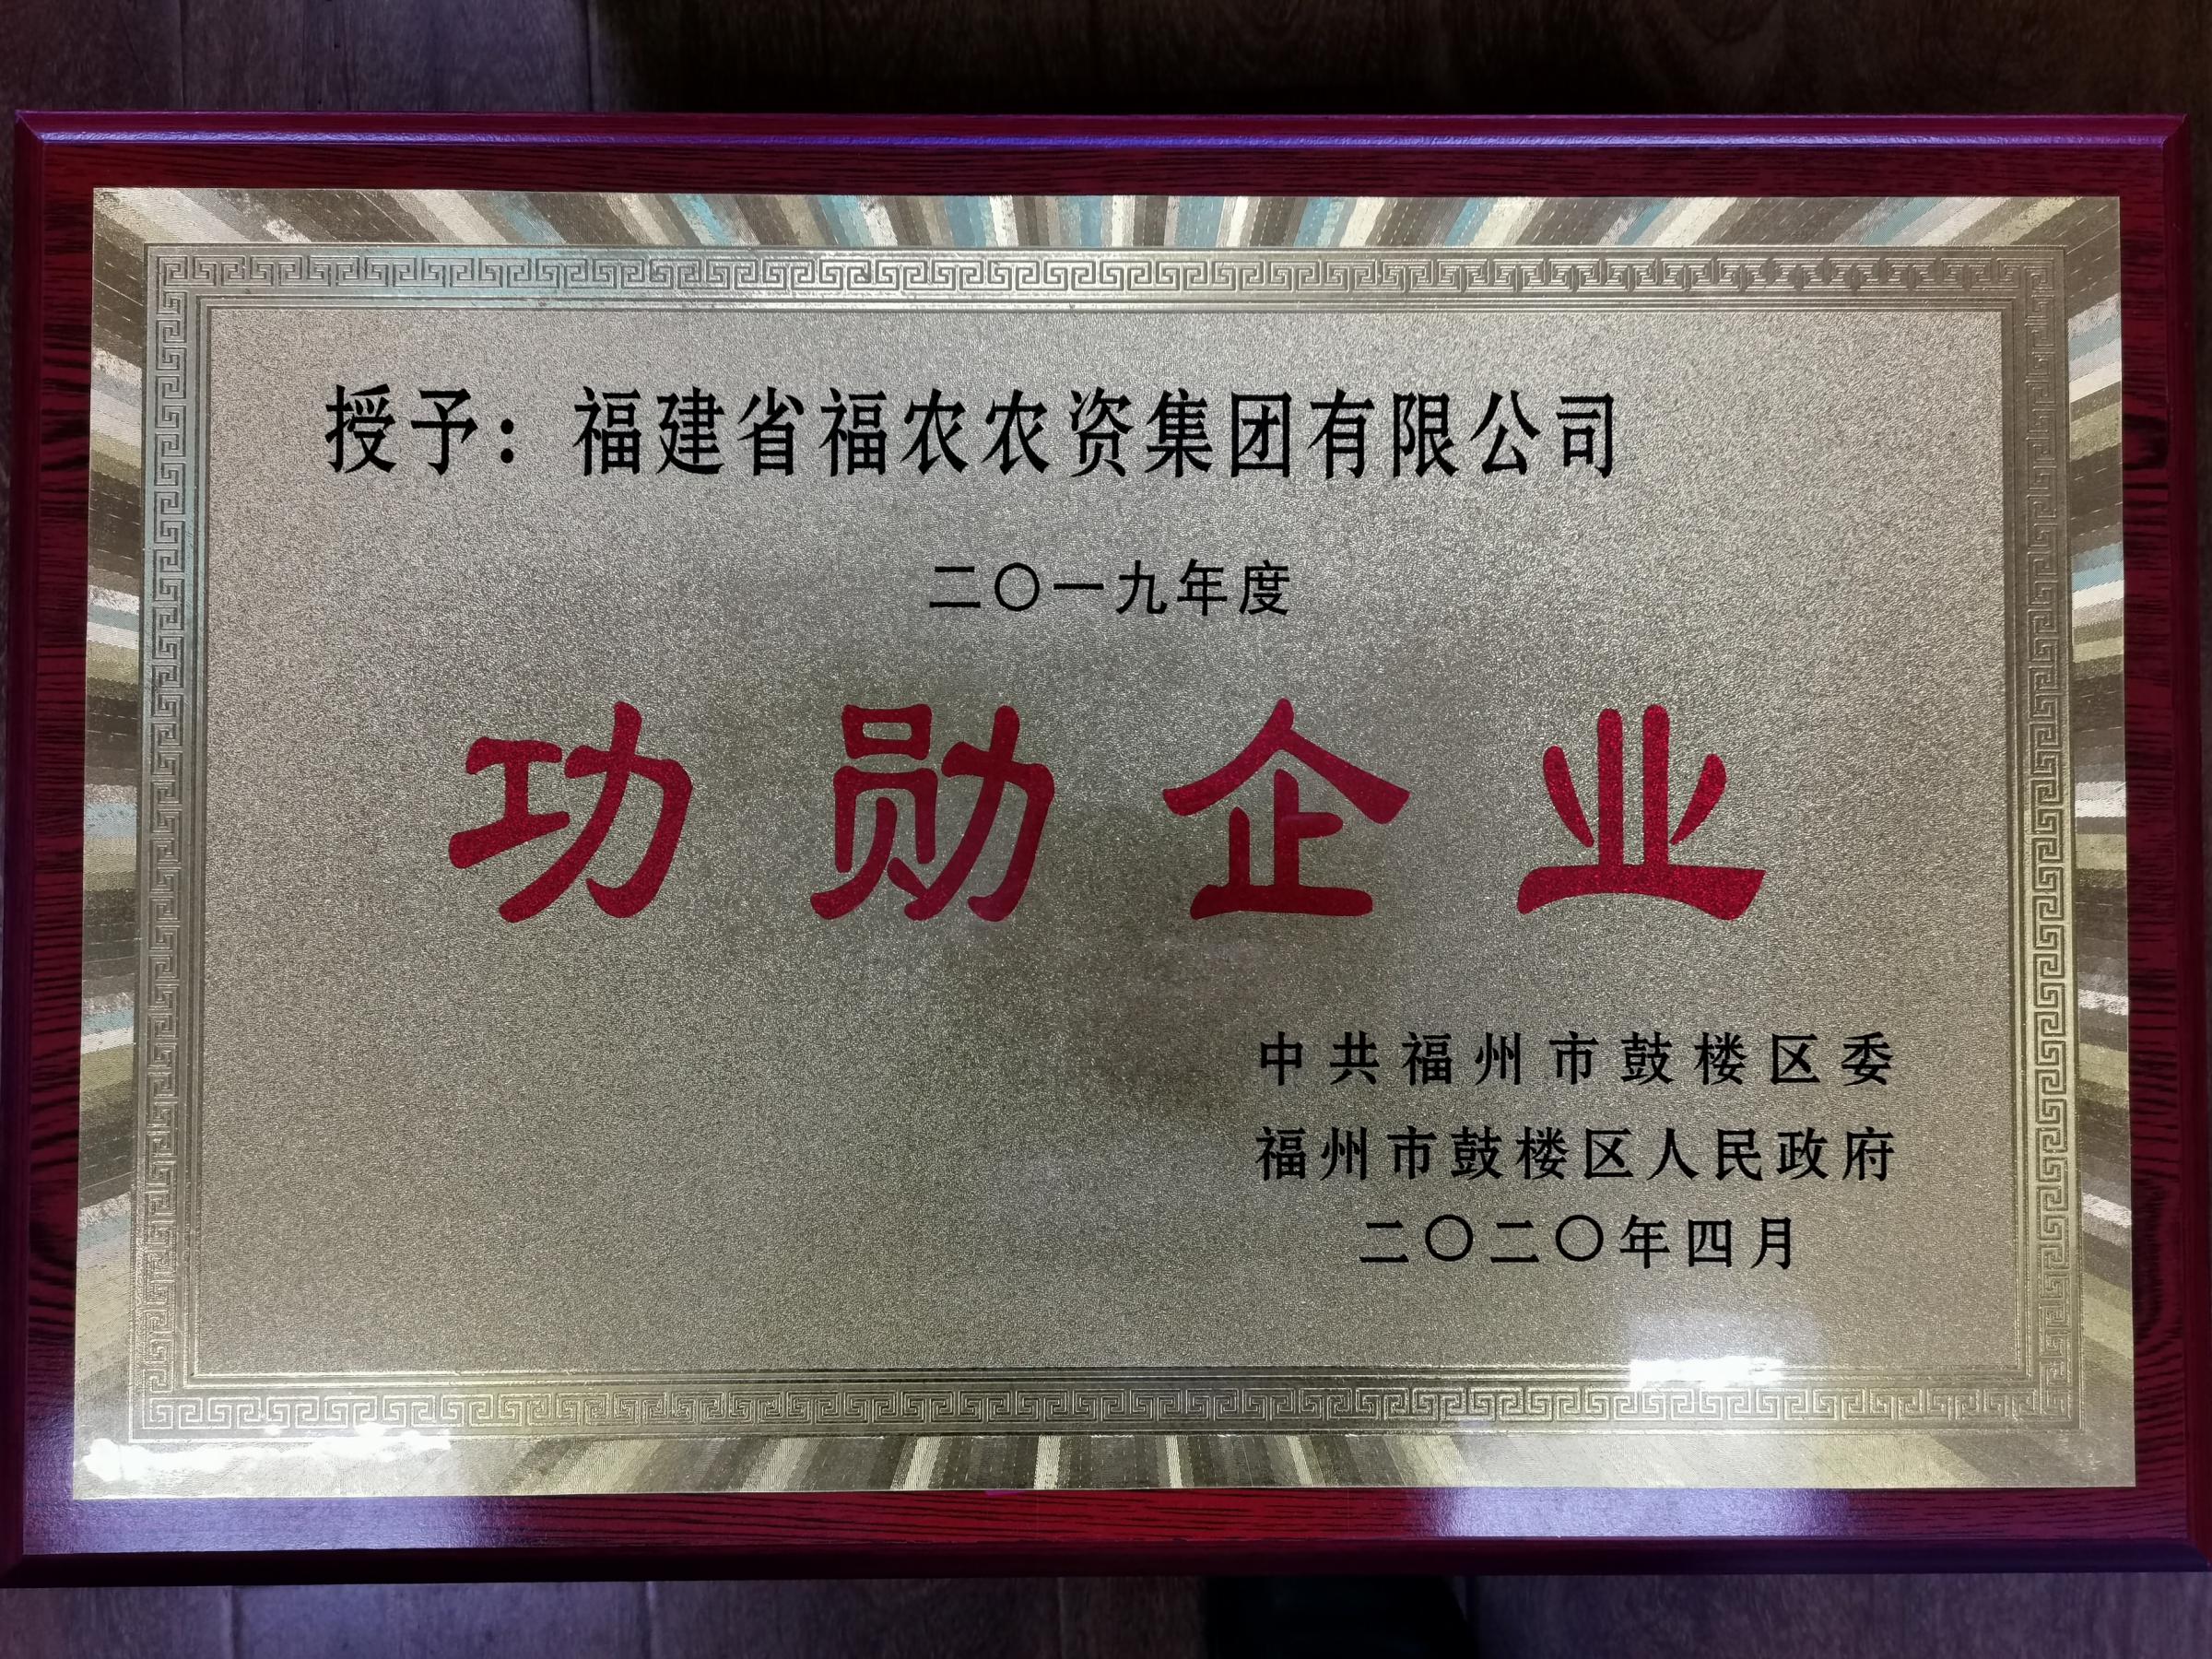 授予：福建省福农农资集团有限公司
二〇一九年度
功勋企业
中共福州市鼓楼区委
福州市鼓楼区人民政府
二〇二〇年四月